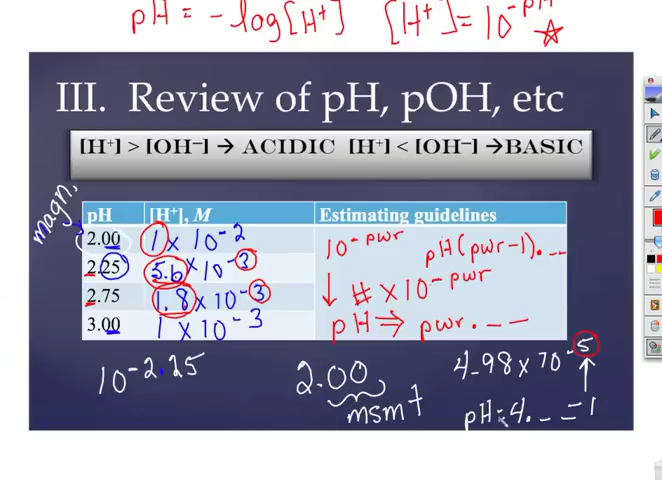 pH = - log [H+]   [H+] = 10^-pH
III. Review of pH, pOH, etc
[H+] > [OH–] → ACIDIC [H+] < [OH–] → BASIC
magn.
pH [H+], M Estimating guidelines
2.00 1 x 10^-2 10^-pwr pH(pwr-1). _ _
2.25 5.6 x 10^-3
2.75 1.8 x 10^-3 ↓ # x 10^-pwr
3.00 1 x 10^-3 pH ⇒ pwr. _ _
10^-2.25 2.00 4.98 x 10^-5
msmt pH = 4. _ _ -1